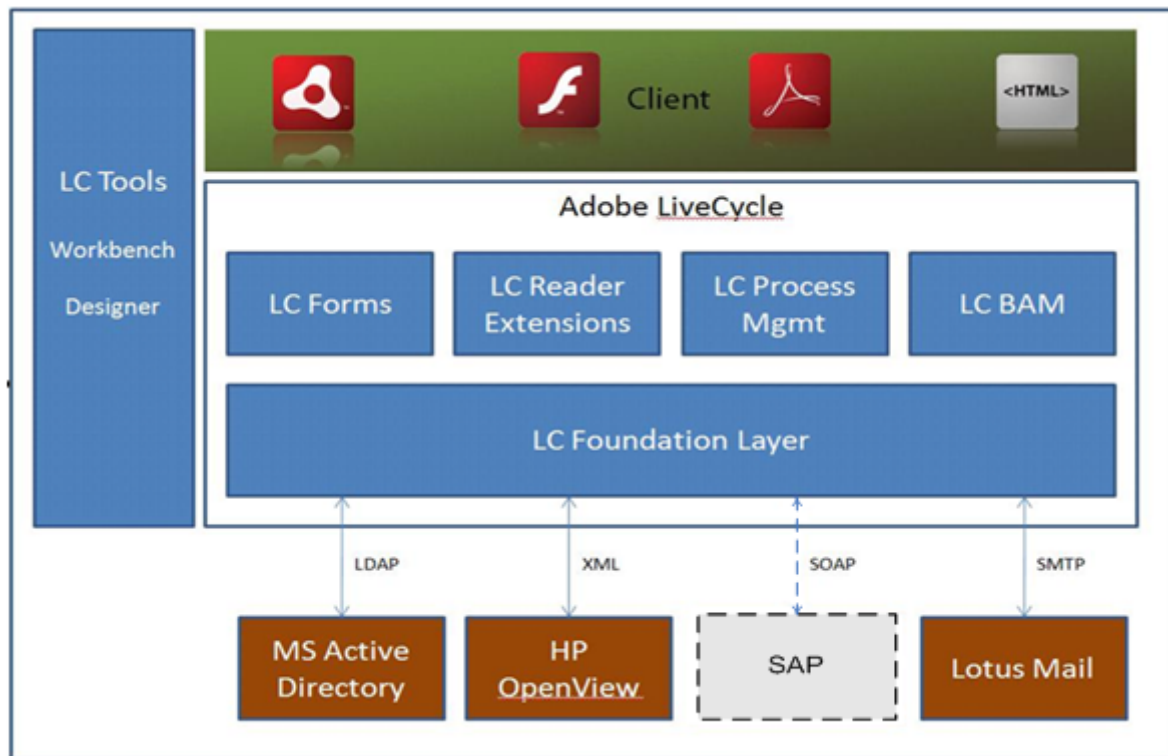 LC Tools
Workbench
Designer
Client
<HTML>
Adobe LiveCycle
LC Forms
LC Reader
Extensions
LC Process
Mgmt
LC BAM
LC Foundation Layer
LDAP
XML
SOAP
SMTP
MS Active
Directory
HP
OpenView
SAP
Lotus Mail